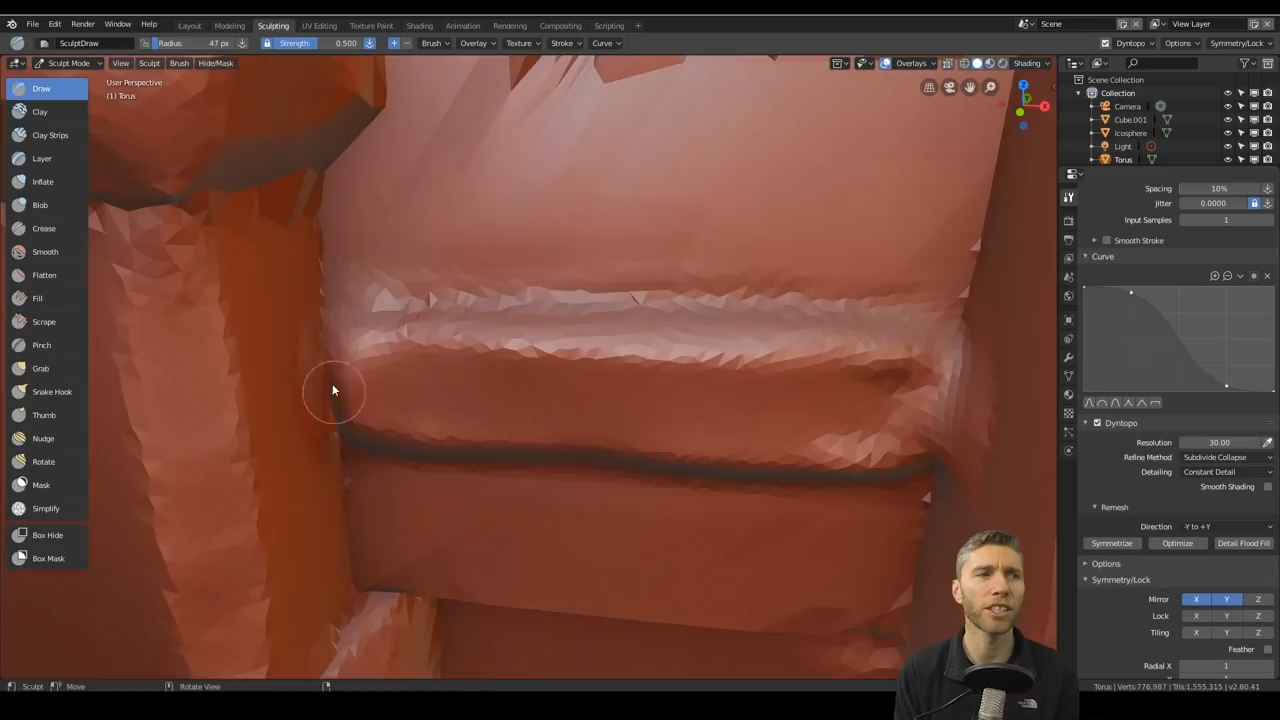 File Edit Render Window Help Layout Modeling Sculpting UV Editing Texture Paint Shading Animation Rendering Compositing Scripting + Scene View Layer
SculptDraw Radius: 47 px Strength: 0.500 Brush Overlay Texture Stroke Curve Dyntopo Options Symmetry/Lock
Sculpt Mode View Sculpt Brush Hide/Mask Overlays Shading
User Perspective
(1) Torus
Draw
Clay
Clay Strips
Layer
Inflate
Blob
Crease
Smooth
Flatten
Fill
Scrape
Pinch
Grab
Snake Hook
Thumb
Nudge
Rotate
Mask
Simplify
Box Hide
Box Mask
Z
X
Scene Collection
Collection
Camera
Cube.001
Icosphere
Light
Torus
Spacing 10%
Jitter 0.0000
Input Samples 1
Smooth Stroke
Curve
Dyntopo
Resolution 30.00
Refine Method Subdivide Collapse
Detailing Constant Detail
Smooth Shading
Remesh
Direction -Y to +Y
Symmetrize Optimize Detail Flood Fill
Options
Symmetry/Lock
Mirror X Y Z
Lock X Y Z
Tiling X Y Z
Feather
Radial X 1
Sculpt Move Rotate View Torus | Verts:776,987 | Tris:1,555,315 | v2.80.41